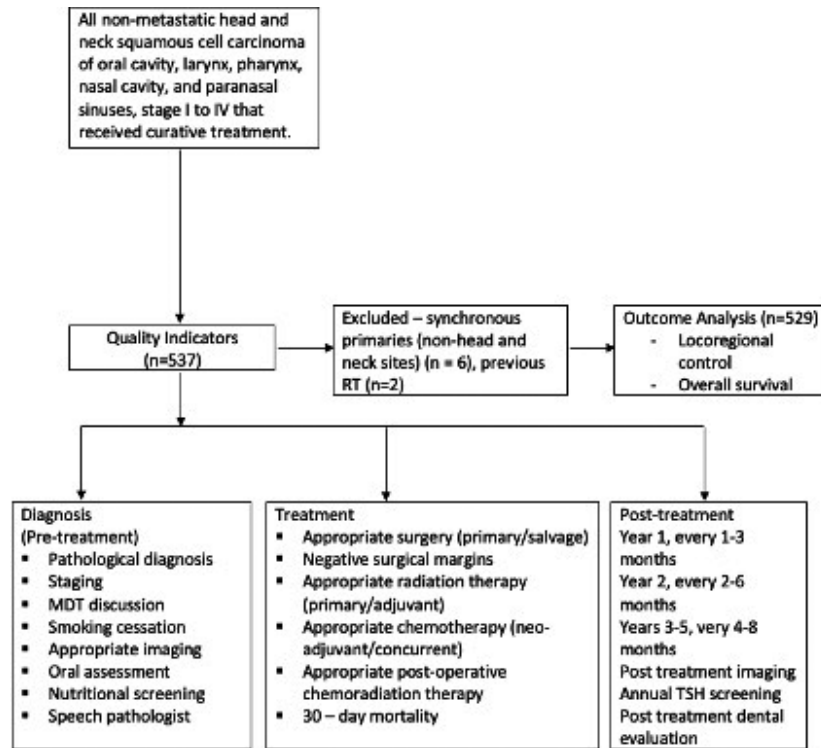 All non-metastatic head and
neck squamous cell carcinoma
of oral cavity, larynx, pharynx,
nasal cavity, and paranasal
sinuses, stage I to IV that
received curative treatment.
Quality Indicators
(n=537)
Excluded – synchronous
primaries (non-head and
neck sites) (n = 6), previous
RT (n=2)
Outcome Analysis (n=529)
- Locoregional
control
- Overall survival
Diagnosis
(Pre-treatment)
▪ Pathological diagnosis
▪ Staging
▪ MDT discussion
▪ Smoking cessation
▪ Appropriate imaging
▪ Oral assessment
▪ Nutritional screening
▪ Speech pathologist
Treatment
▪ Appropriate surgery (primary/salvage)
▪ Negative surgical margins
▪ Appropriate radiation therapy
(primary/adjuvant)
▪ Appropriate chemotherapy (neo-
adjuvant/concurrent)
▪ Appropriate post-operative
chemoradiation therapy
▪ 30 – day mortality
Post-treatment
Year 1, every 1-3
months
Year 2, every 2-6
months
Years 3-5, very 4-8
months
Post treatment imaging
Annual TSH screening
Post treatment dental
evaluation